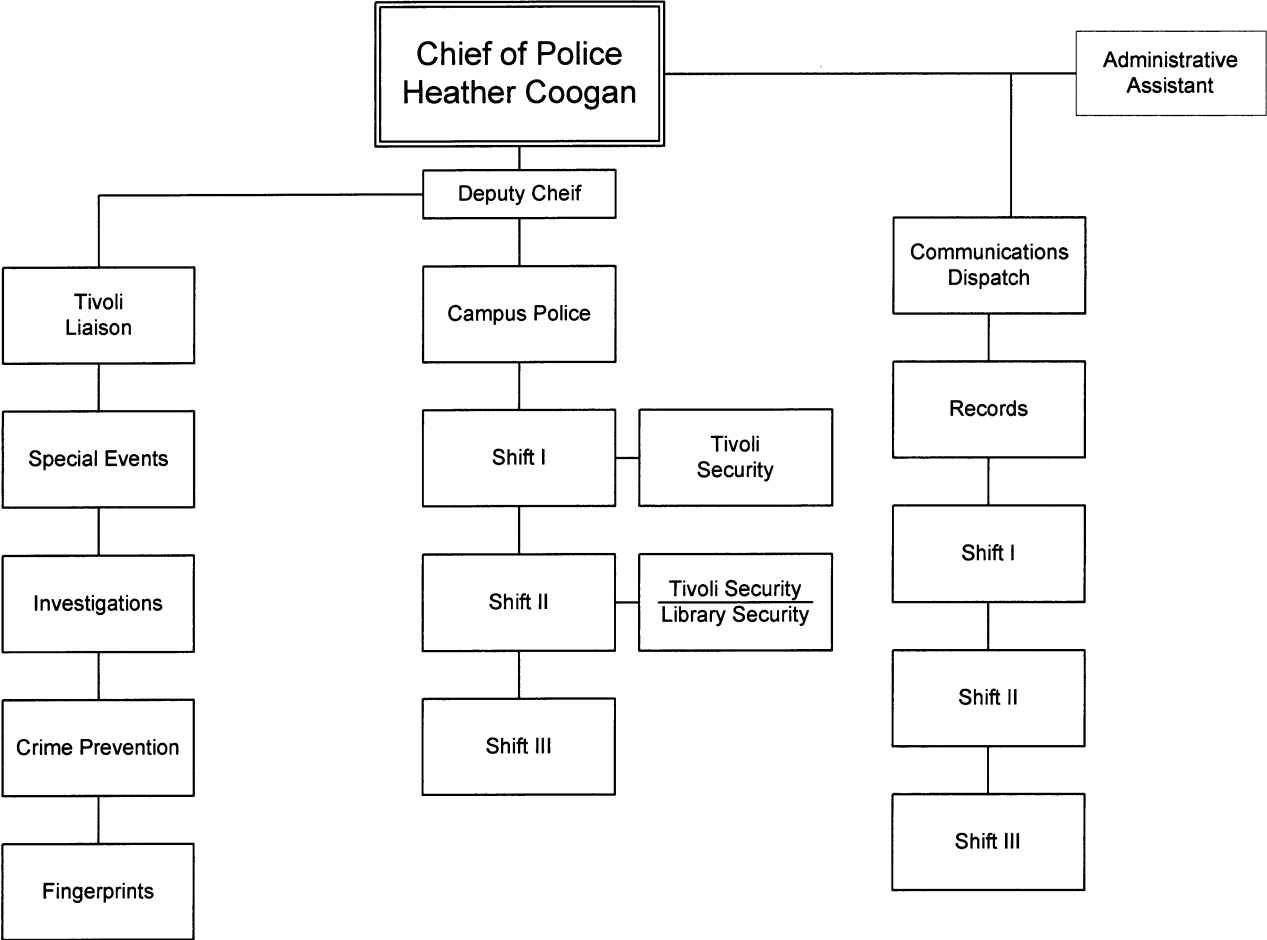 Chief of Police
Heather Coogan
Administrative
Assistant
Deputy Cheif
Tivoli
Liaison
Special Events
Investigations
Crime Prevention
Fingerprints
Campus Police
Shift I
Tivoli
Security
Shift II
Tivoli Security
Library Security
Shift III
Communications
Dispatch
Records
Shift I
Shift II
Shift III